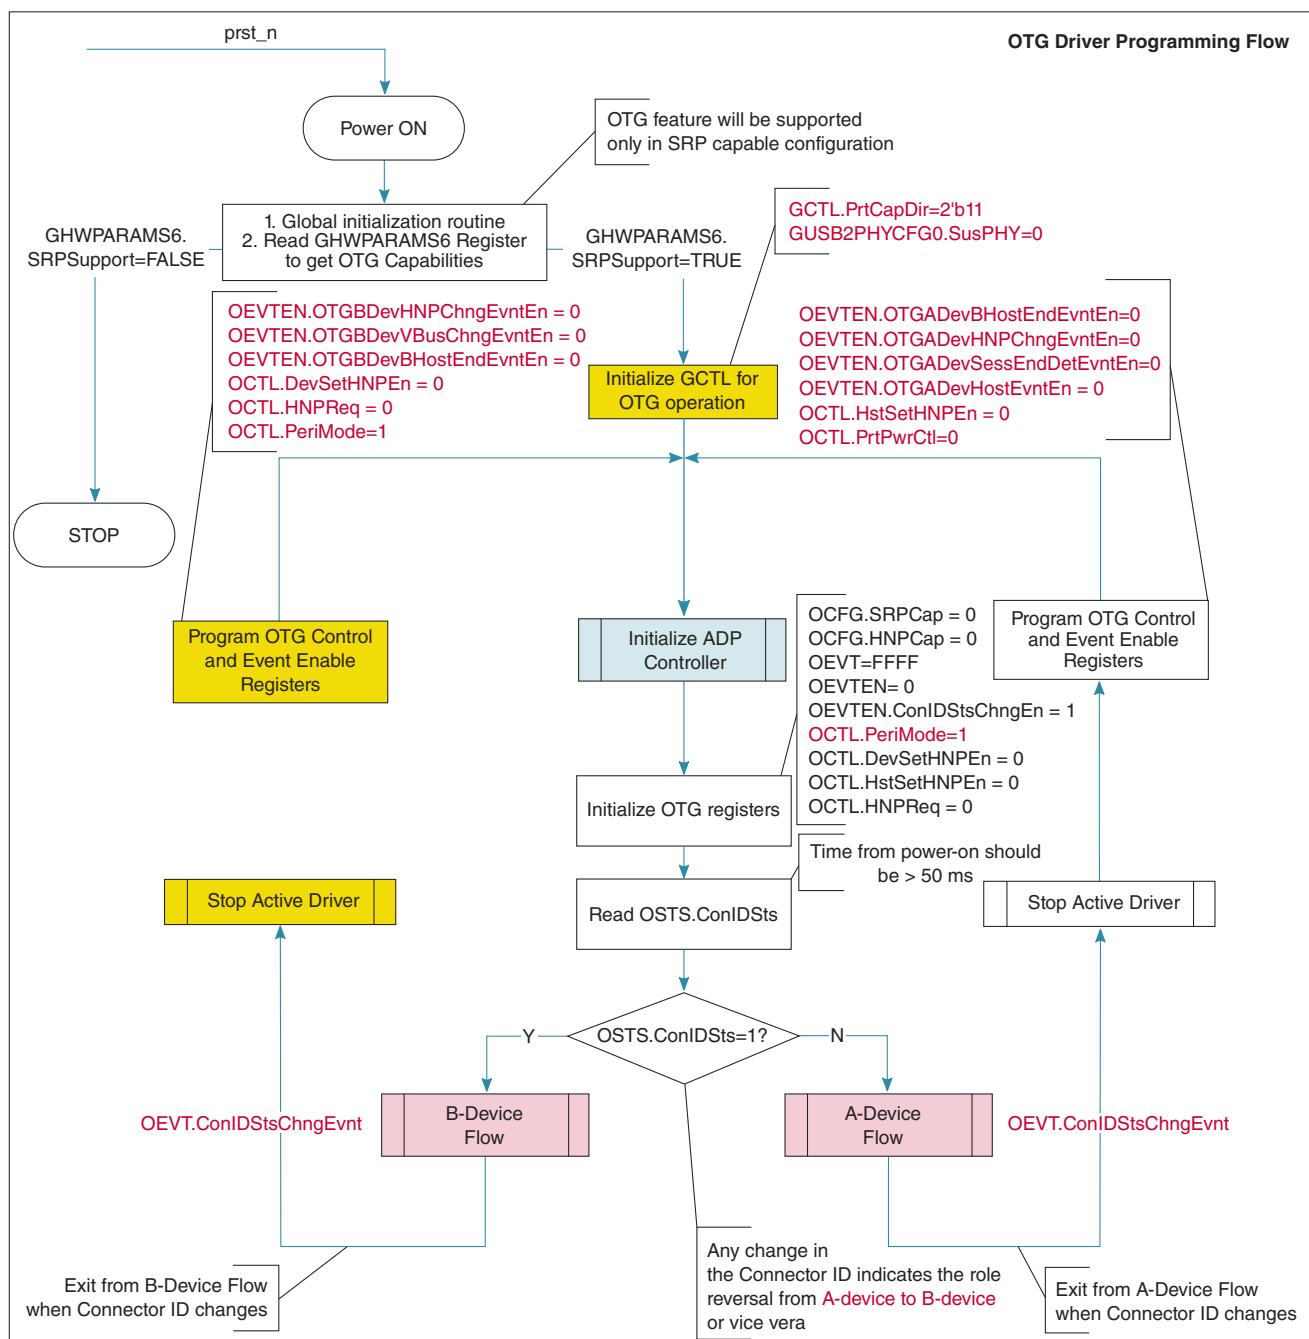 prst_n
OTG Driver Programming Flow
Power ON
OTG feature will be supported
only in SRP capable configuration
GHWPARAMS6.
SRPSupport=FALSE
1. Global initialization routine
2. Read GHWPARAMS6 Register
to get OTG Capabilities
GHWPARAMS6.
SRPSupport=TRUE
GCTL.PrtCapDir=2'b11
GUSB2PHYCFG0.SusPHY=0
OEVTEN.OTGBDevHNPChngEvntEn = 0
OEVTEN.OTGBDevVBusChngEvntEn = 0
OEVTEN.OTGBDevBHostEndEvntEn = 0
OCTL.DevSetHNPEn = 0
OCTL.HNPReq = 0
OCTL.PeriMode=1
Initialize GCTL for
OTG operation
OEVTEN.OTGADevBHostEndEvntEn=0
OEVTEN.OTGADevHNPChngEvntEn=0
OEVTEN.OTGADevSessEndDetEvntEn=0
OEVTEN.OTGADevHostEvntEn = 0
OCTL.HstSetHNPEn = 0
OCTL.PrtPwrCtl=0
STOP
Program OTG Control
and Event Enable
Registers
Initialize ADP
Controller
OCFG.SRPCap = 0
OCFG.HNPCap = 0
OEVT=FFFF
OEVTEN= 0
OEVTEN.ConIDStsChngEn = 1
OCTL.PeriMode=1
OCTL.DevSetHNPEn = 0
OCTL.HstSetHNPEn = 0
OCTL.HNPReq = 0
Program OTG Control
and Event Enable
Registers
Initialize OTG registers
Time from power-on should
be > 50 ms
Stop Active Driver
Read OSTS.ConIDSts
Stop Active Driver
Y
OSTS.ConIDSts=1?
N
OEVT.ConIDStsChngEvnt
B-Device
Flow
A-Device
Flow
OEVT.ConIDStsChngEvnt
Exit from B-Device Flow
when Connector ID changes
Any change in
the Connector ID indicates the role
reversal from A-device to B-device
or vice vera
Exit from A-Device Flow
when Connector ID changes